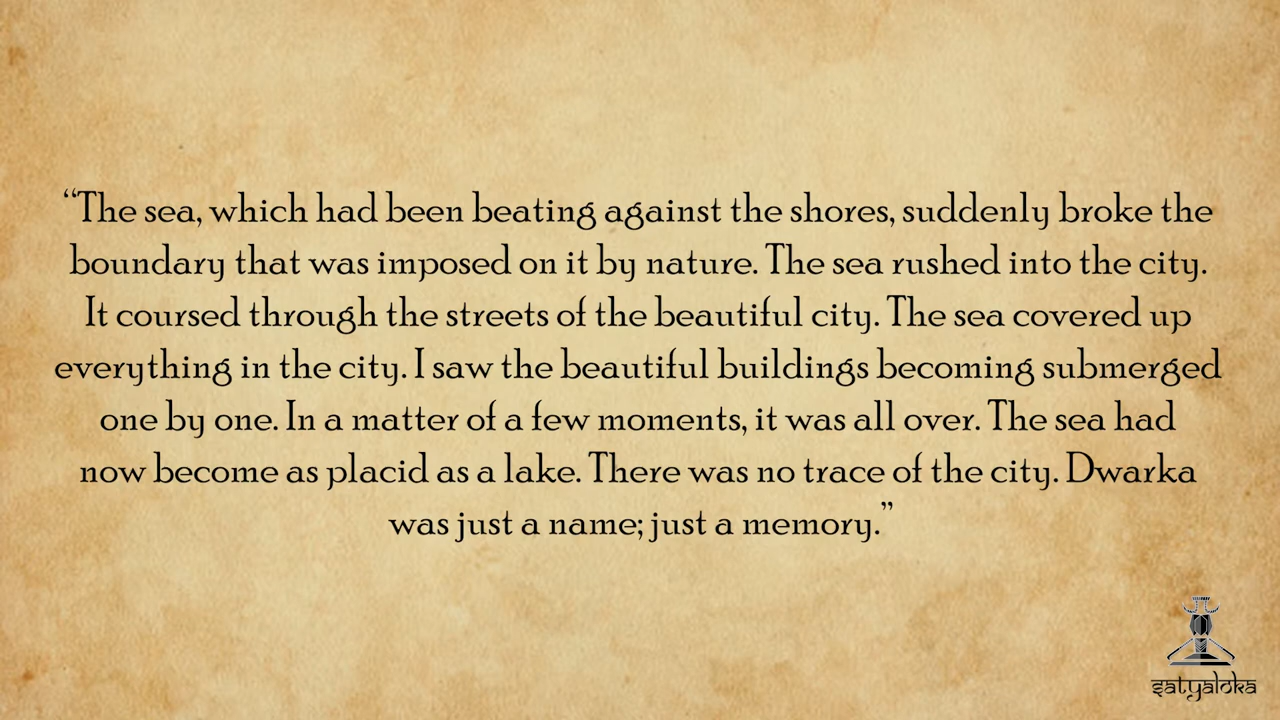 “The sea, which had been beating against the shores, suddenly broke the
boundary that was imposed on it by nature. The sea rushed into the city.
It coursed through the streets of the beautiful city. The sea covered up
everything in the city. I saw the beautiful buildings becoming submerged
one by one. In a matter of a few moments, it was all over. The sea had
now become as placid as a lake. There was no trace of the city. Dwarka
was just a name; just a memory.”
satyaloka